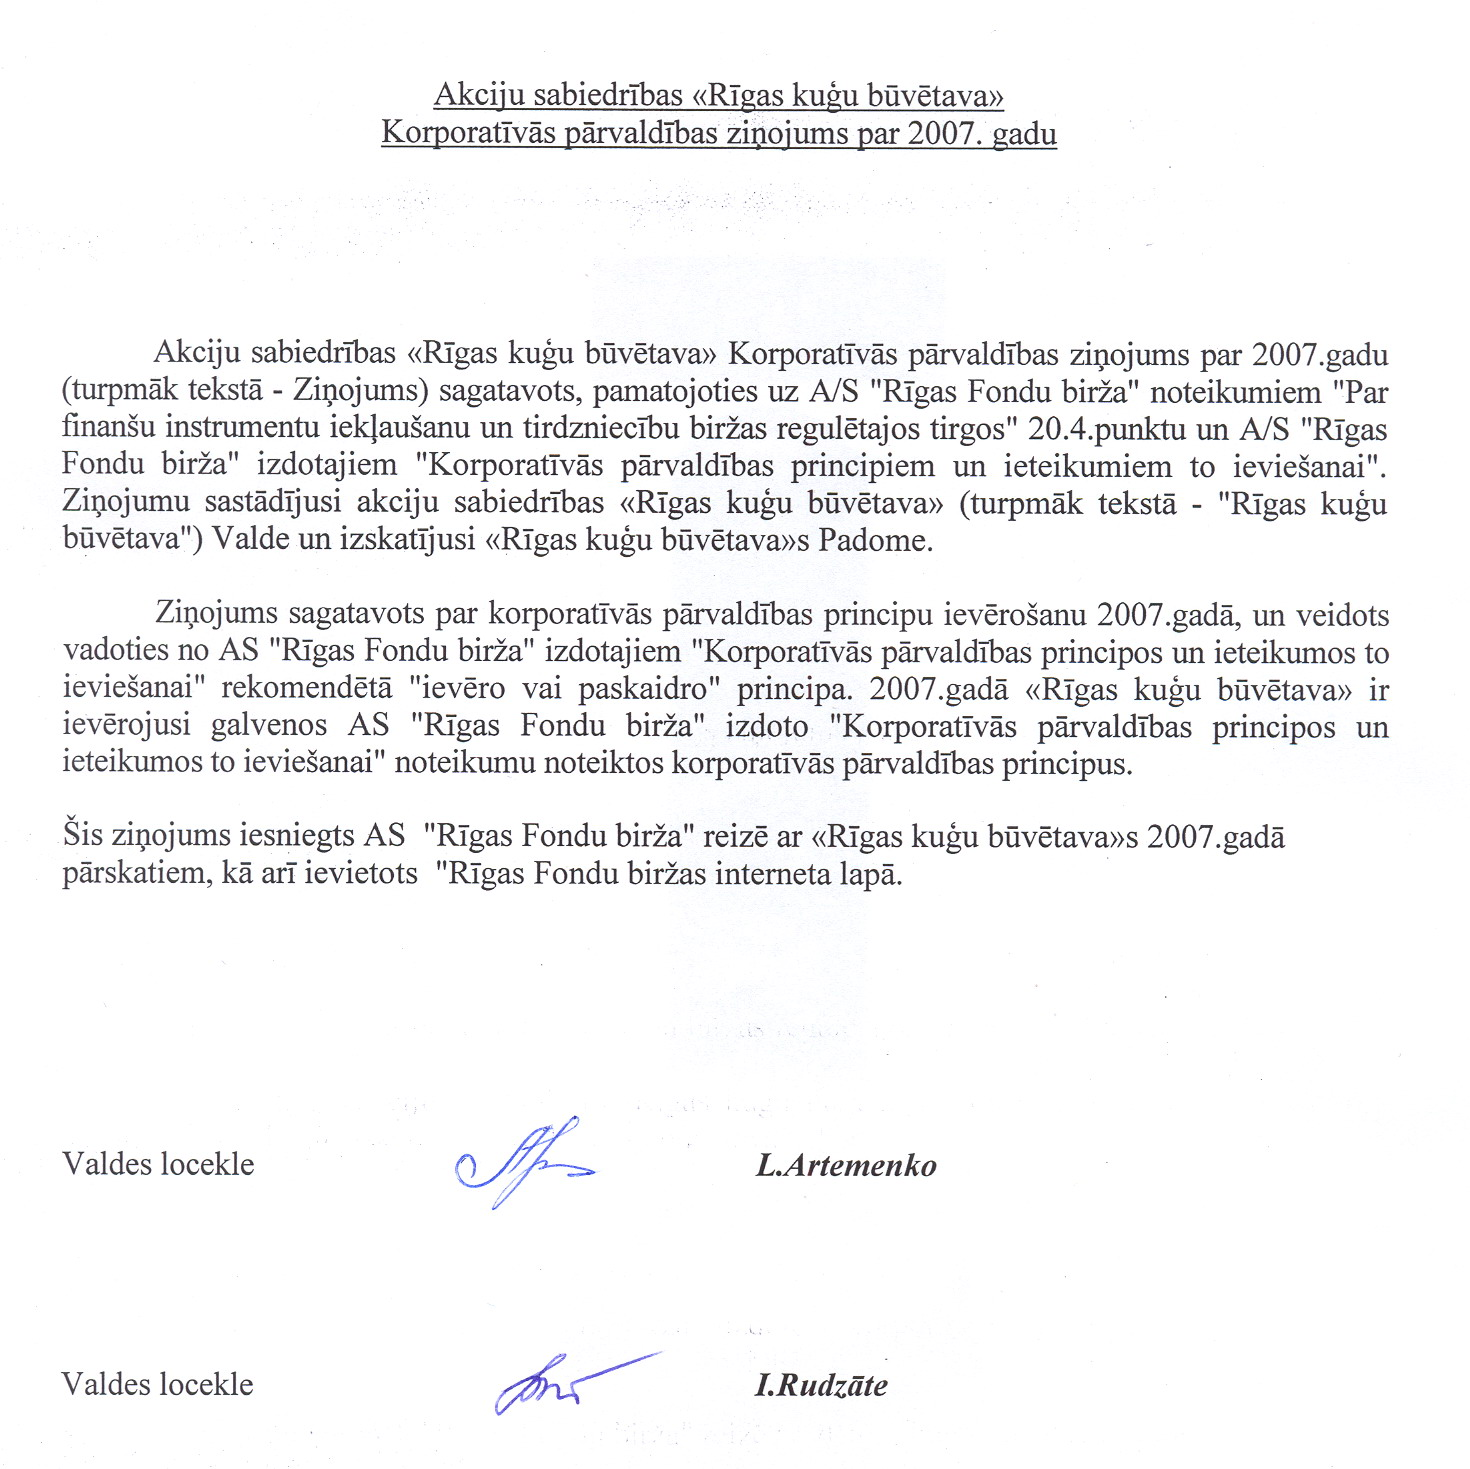 Akciju sabiedrības «Rīgas kuģu būvētava»
Korporatīvās pārvaldības ziņojums par 2007. gadu
Akciju sabiedrības «Rīgas kuģu būvētava» Korporatīvās pārvaldības ziņojums par 2007.gadu
(turpmāk tekstā - Ziņojums) sagatavots, pamatojoties uz A/S "Rīgas Fondu birža" noteikumiem "Par
finanšu instrumentu iekļaušanu un tirdzniecību biržas regulētajos tirgos" 20.4.punktu un A/S "Rīgas
Fondu birža" izdotajiem "Korporatīvās pārvaldības principiem un ieteikumiem to ieviešanai".
Ziņojumu sastādījusi akciju sabiedrības «Rīgas kuģu būvētava» (turpmāk tekstā - "Rīgas kuģu
būvētava") Valde un izskatījusi «Rīgas kuģu būvētava»s Padome.
Ziņojums sagatavots par korporatīvās pārvaldības principu ievērošanu 2007.gadā, un veidots
vadoties no AS "Rīgas Fondu birža" izdotajiem "Korporatīvās pārvaldības principos un ieteikumos to
ieviešanai" rekomendētā "ievēro vai paskaidro" principa. 2007.gadā «Rīgas kuģu būvētava» ir
ievērojusi galvenos AS "Rīgas Fondu birža" izdoto "Korporatīvās pārvaldības principos un
ieteikumos to ieviešanai" noteikumu noteiktos korporatīvās pārvaldības principus.
Šis ziņojums iesniegts AS "Rīgas Fondu birža" reizē ar «Rīgas kuģu būvētava»s 2007.gadā
pārskatiem, kā arī ievietots "Rīgas Fondu biržas interneta lapā.
Valdes locekle L.Artemenko
Valdes locekle I.Rudzāte